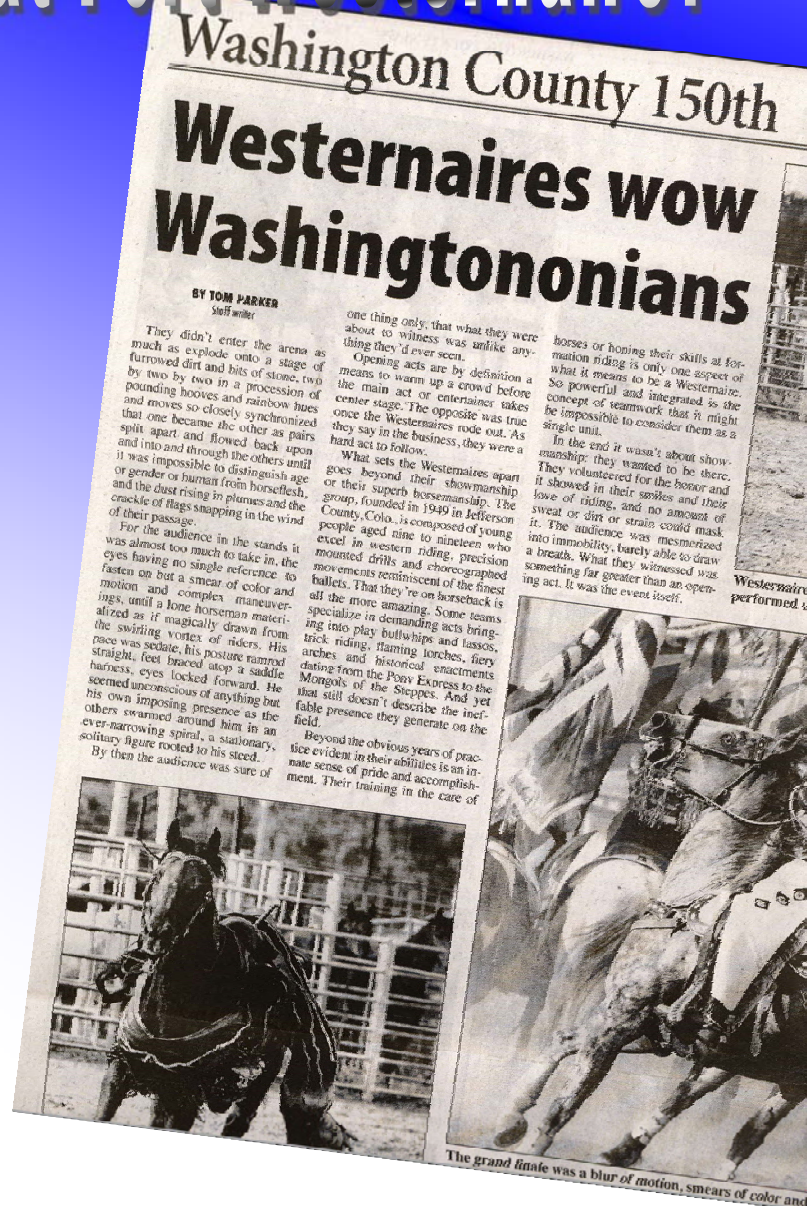 Washington County 150th
Westernaires wow
Washingtononians
BY TOM PARKER
Staff writer
They didn't enter the arena as
much as explode onto a stage of
furrowed dirt and bits of stone, two
by two by two in a procession of
pounding hooves and rainbow hues
and moves so closely synchronized
that one became the other as pairs
split apart and flowed back upon
and into and through the others until
it was impossible to distinguish age
or gender or human from horseflesh,
and the dust rising in plumes and the
crackle of flags snapping in the wind
of their passage.
For the audience in the stands it
was almost too much to take in, the
eyes having no single reference to
fasten on but a smear of color and
motion and complex maneuver-
ings, until a lone horseman materi-
alized as if magically drawn from
the swirling vortex of riders. His
pace was sedate, his posture ramrod
straight, feet braced atop a saddle
harness, eyes locked forward. He
seemed unconscious of anything but
his own imposing presence as the
others swarmed around him in an
ever-narrowing spiral, a stationary,
solitary figure rooted to his steed.
By then the audience was sure of
one thing only, that what they were
about to witness was unlike any-
thing they'd ever seen.
Opening acts are by definition a
means to warm up a crowd before
the main act or entertainer takes
center stage. The opposite was true
once the Westernaires rode out. As
they say in the business, they were a
hard act to follow.
What sets the Westernaires apart
goes beyond their showmanship
or their superb horsemanship. The
group, founded in 1949 in Jefferson
County, Colo., is composed of young
people aged nine to nineteen who
excel in western riding, precision
mounted drills and choreographed
movements reminiscent of the finest
ballets. That they're on horseback is
all the more amazing. Some teams
specialize in demanding acts bring-
ing into play bullwhips and lassos,
trick riding, flaming torches, fiery
arches and historical enactments
dating from the Pony Express to the
Mongols of the Steppes. And yet
that still doesn't describe the inef-
fable presence they generate on the
field.
Beyond the obvious years of prac-
tice evident in their abilities is an in-
nate sense of pride and accomplish-
ment. Their training in the care of
horses or honing their skills at for-
mation riding is only one aspect of
what it means to be a Westernaire.
So powerful and integrated is the
concept of teamwork that it might
be impossible to consider them as a
single unit.
In the end it wasn't about show-
manship; they wanted to be there.
They volunteered for the honor and
it showed in their smiles and their
love of riding, and no amount of
sweat or dirt or strain could mask
it. The audience was mesmerized
into immobility, barely able to draw
a breath. What they witnessed was
something far greater than an open-
ing act. It was the event itself.
Westernaire
performed
The grand finale was a blur of motion, smears of color and